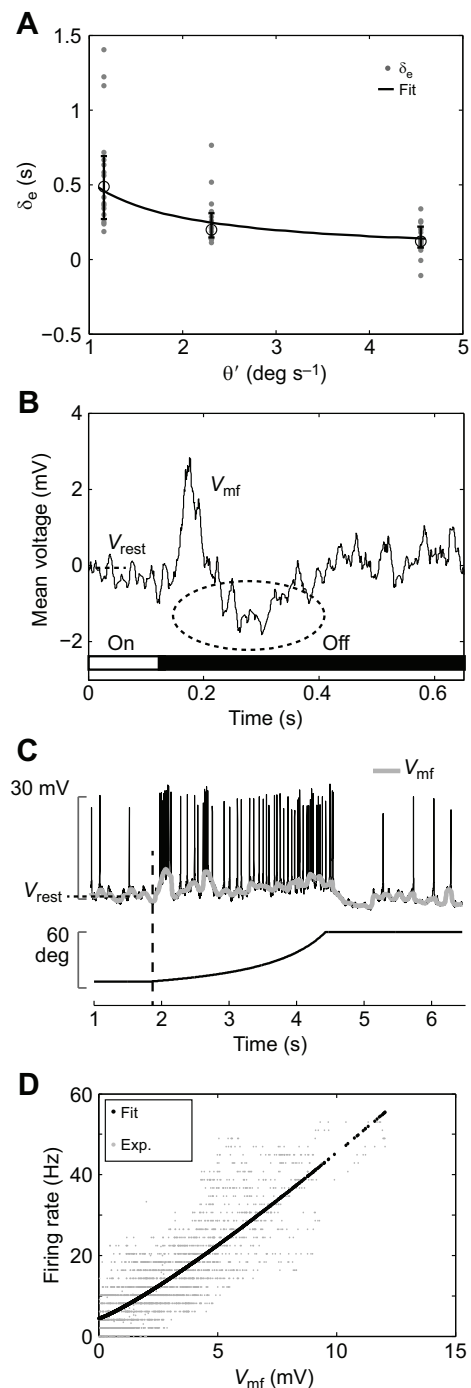 A
1.5
1
0.5
0
−0.5
δe (s)
δe
Fit
1 2 3 4 5
θ′ (deg s−1)
B
4
2
0
−2
Mean voltage (mV)
Vmf
Vrest
On
Off
0 0.2 0.4 0.6
Time (s)
C
30 mV
Vmf
Vrest
60
deg
1 2 3 4 5 6
Time (s)
D
60
40
20
0
Firing rate (Hz)
Fit
Exp.
0 5 10 15
Vmf (mV)